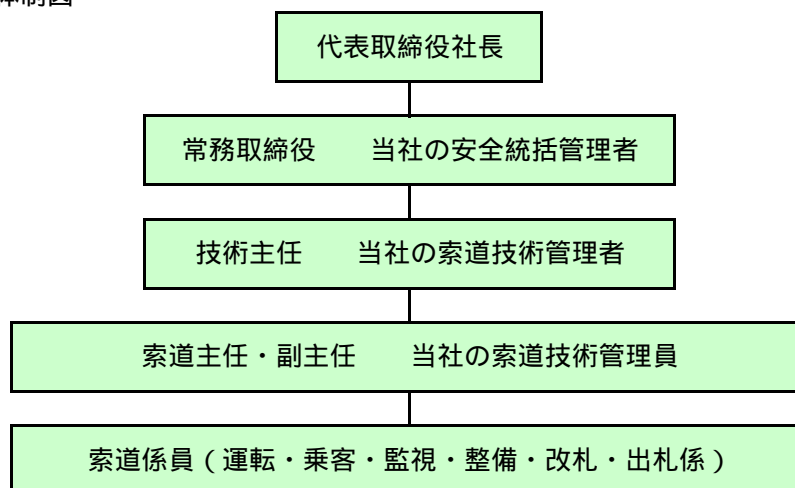 体制図
代表取締役社長
常務取締役　　当社の安全統括管理者
技術主任　　当社の索道技術管理者
索道主任・副主任　　当社の索道技術管理員
索道係員（運転・乗客・監視・整備・改札・出札係）